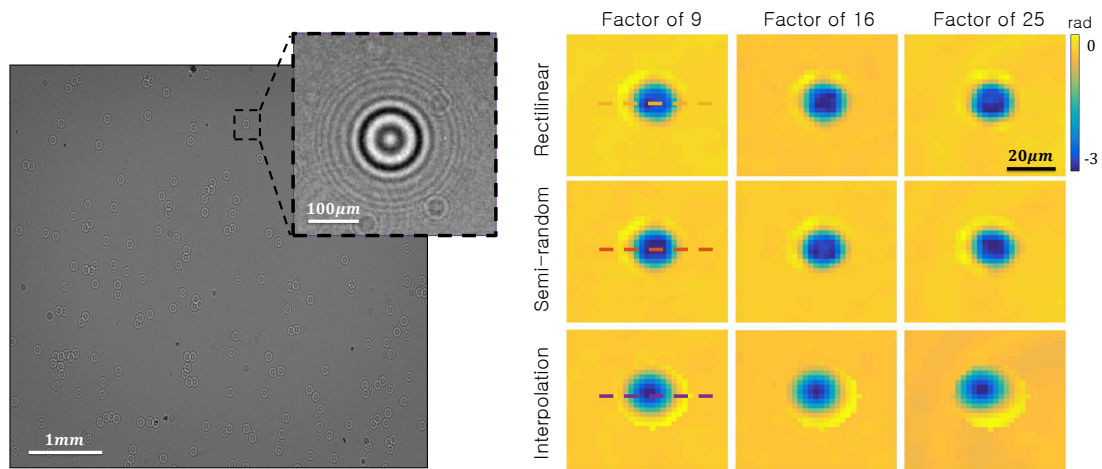 Factor of 9
Factor of 16
Factor of 25
rad
0
-3
Rectilinear
20μm
100μm
Semi-random
Interpolation
1mm